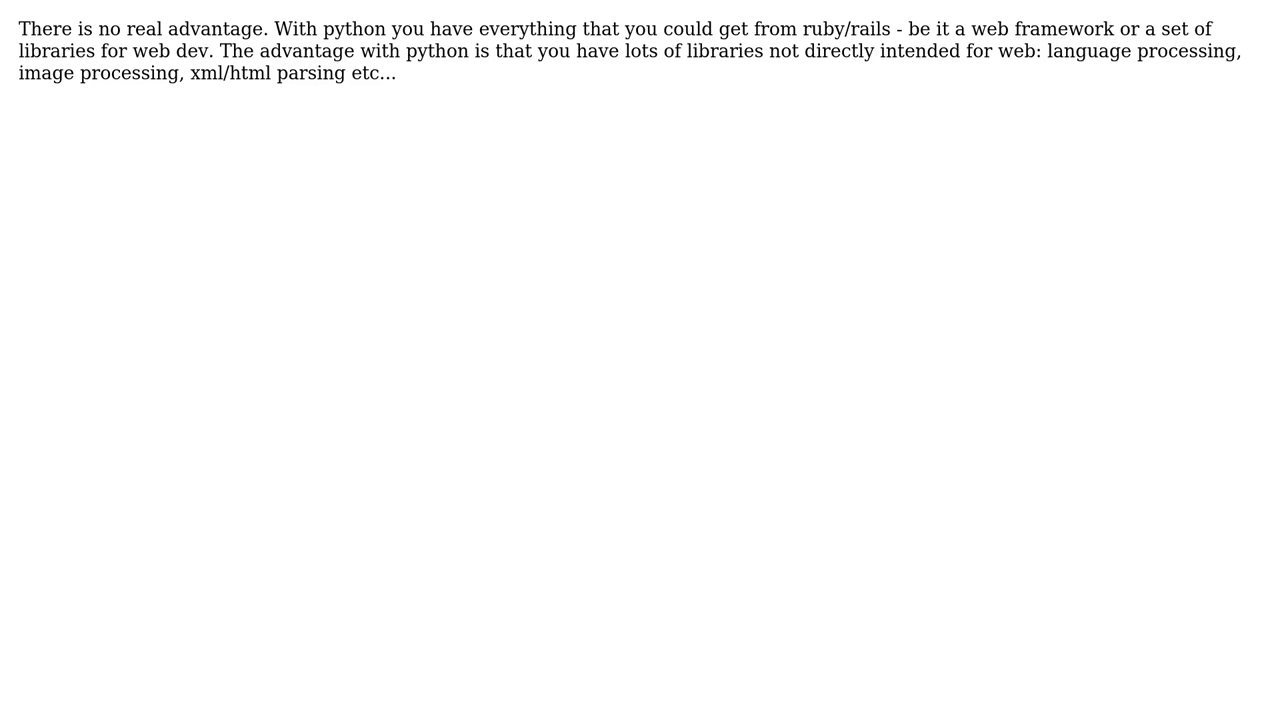 There is no real advantage. With python you have everything that you could get from ruby/rails - be it a web framework or a set of
libraries for web dev. The advantage with python is that you have lots of libraries not directly intended for web: language processing,
image processing, xml/html parsing etc...